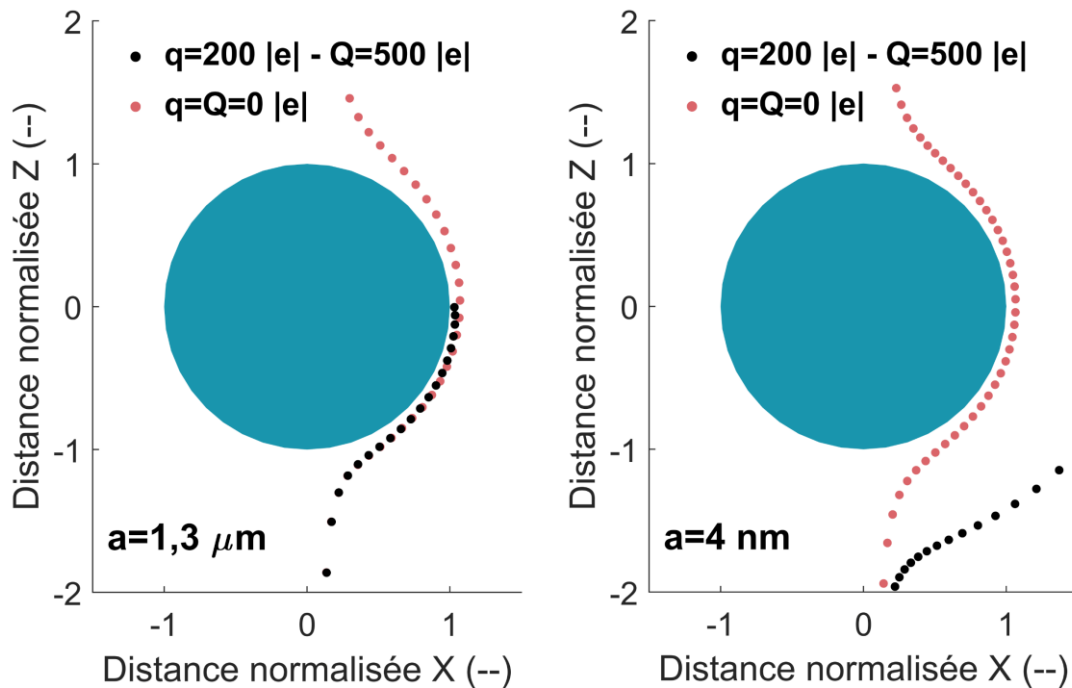 2
q=200 |e| - Q=500 |e|
q=Q=0 |e|
1
0
-1
-2
Distance normalisée Z (--)
a=1,3 μm
-1
0
1
Distance normalisée X (--)
2
q=200 |e| - Q=500 |e|
q=Q=0 |e|
1
0
-1
-2
Distance normalisée Z (--)
a=4 nm
-1
0
1
Distance normalisée X (--)